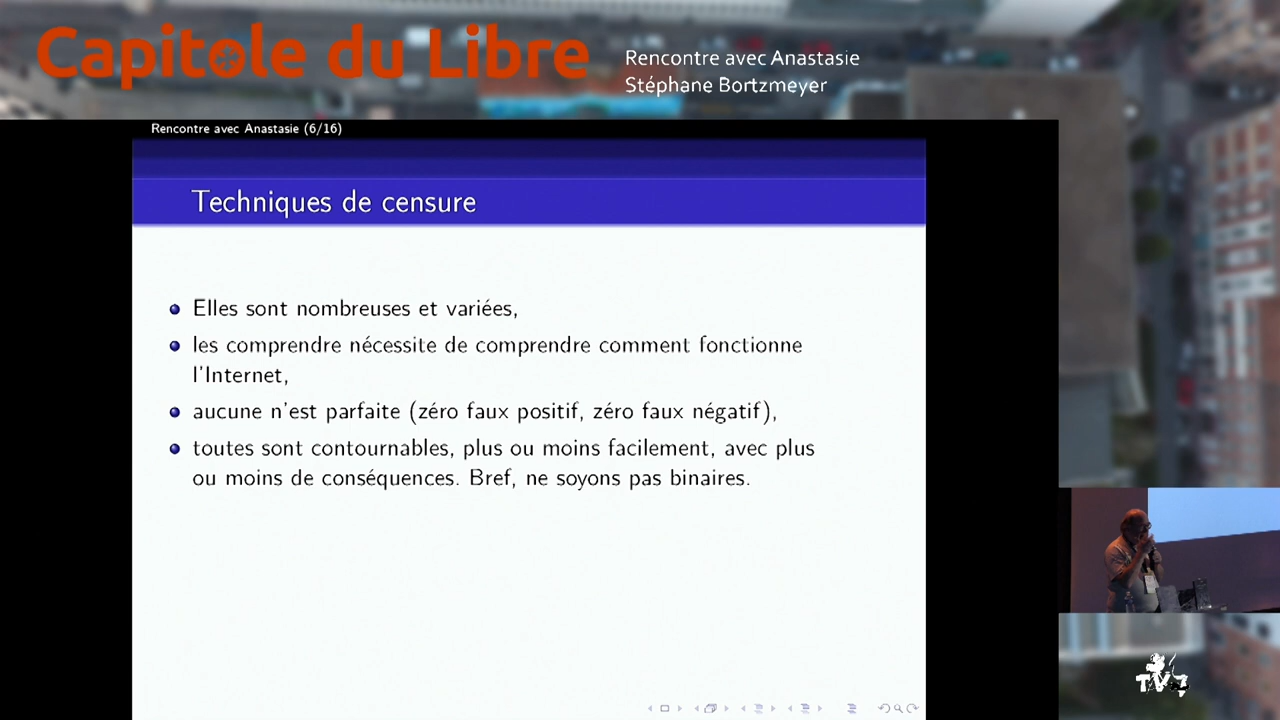 Capitole du Libre
Rencontre avec Anastasie
Stéphane Bortzmeyer
Rencontre avec Anastasie (6/16)
Techniques de censure
Elles sont nombreuses et variées,
les comprendre nécessite de comprendre comment fonctionne
l'Internet,
aucune n'est parfaite (zéro faux positif, zéro faux négatif),
toutes sont contournables, plus ou moins facilement, avec plus
ou moins de conséquences. Bref, ne soyons pas binaires.
TV7